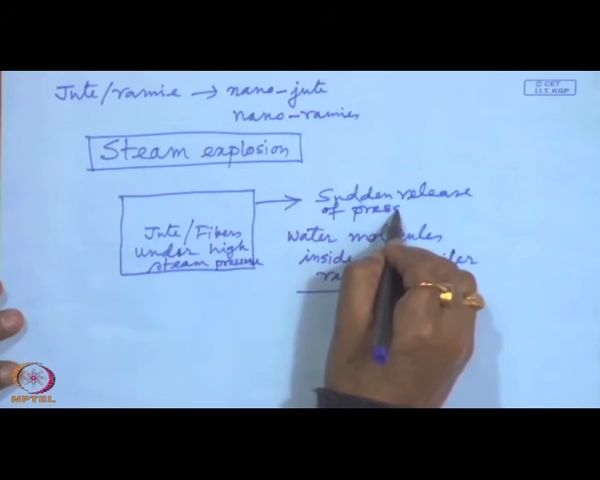 Jute/ramie → nano-jute
nano-ramies
Steam explosion
© CET
I.I.T. KGP
Sudden release
of press
Jute/Fibers
under high
steam pressure
water molecules
inside
NPTEL